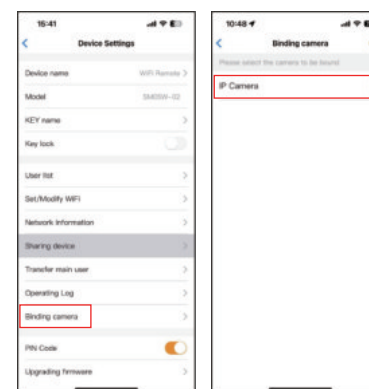 16:41
Device Settings
Device name
WiFi Remote
Model
KEY name
Key lock
User list
Set/Modify WiFi
Network Information
Sharing device
Transfer main user
Operating Log
Binding camera
PIN Code
Upgrading firmware
10:48
Binding camera
Please select the camera to be bound
IP Camera